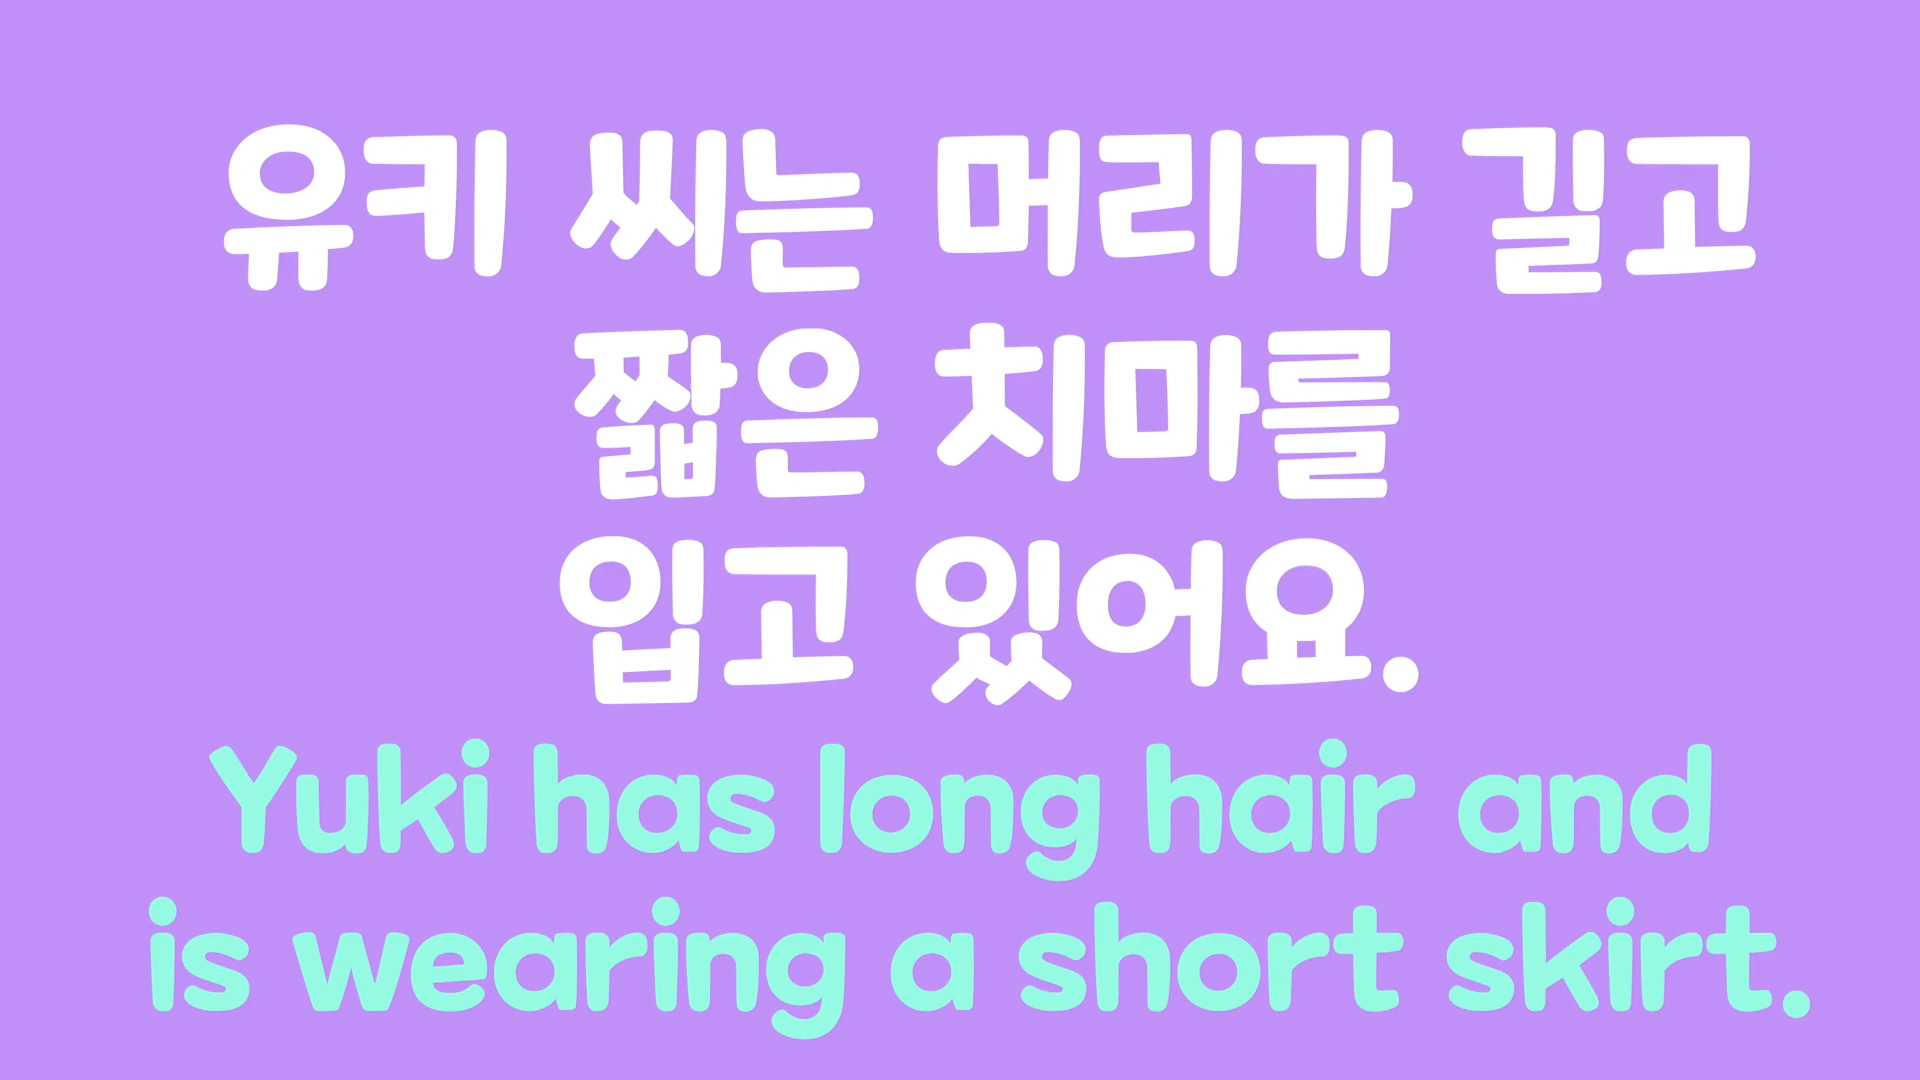 유키 씨는 머리가 길고
짧은 치마를
입고 있어요.
Yuki has long hair and
is wearing a short skirt.